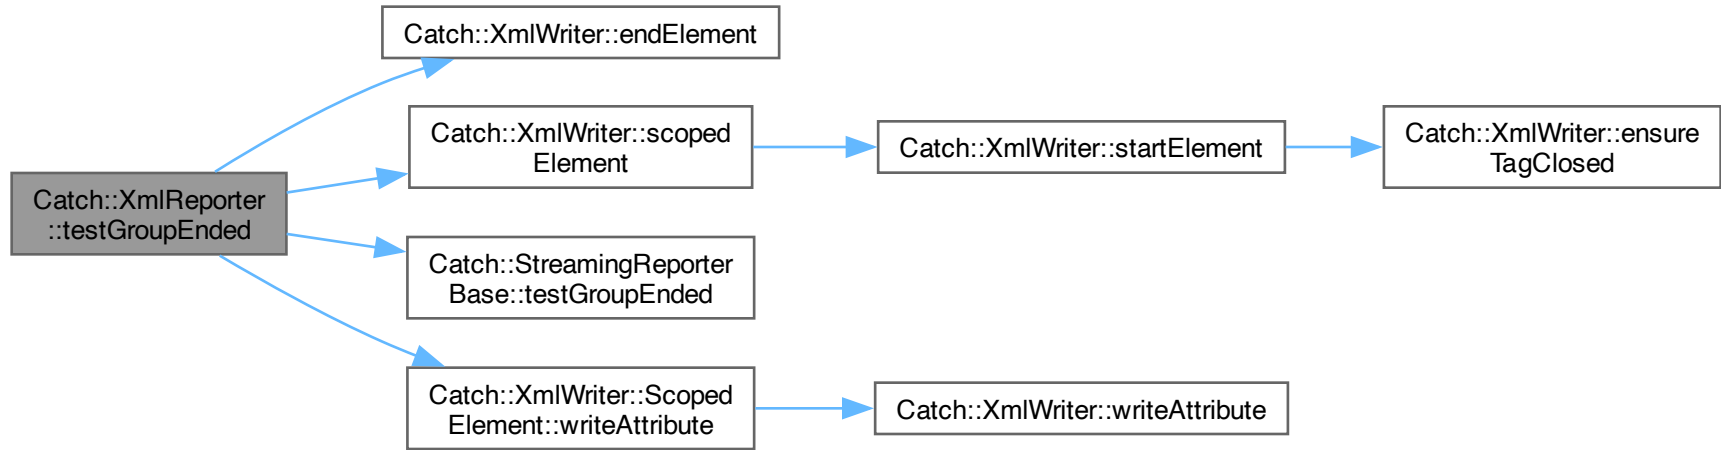 Catch::XmlReporter
::testGroupEnded
Catch::XmlWriter::endElement
Catch::XmlWriter::scoped
Element
Catch::XmlWriter::startElement
Catch::XmlWriter::ensure
TagClosed
Catch::StreamingReporter
Base::testGroupEnded
Catch::XmlWriter::Scoped
Element::writeAttribute
Catch::XmlWriter::writeAttribute